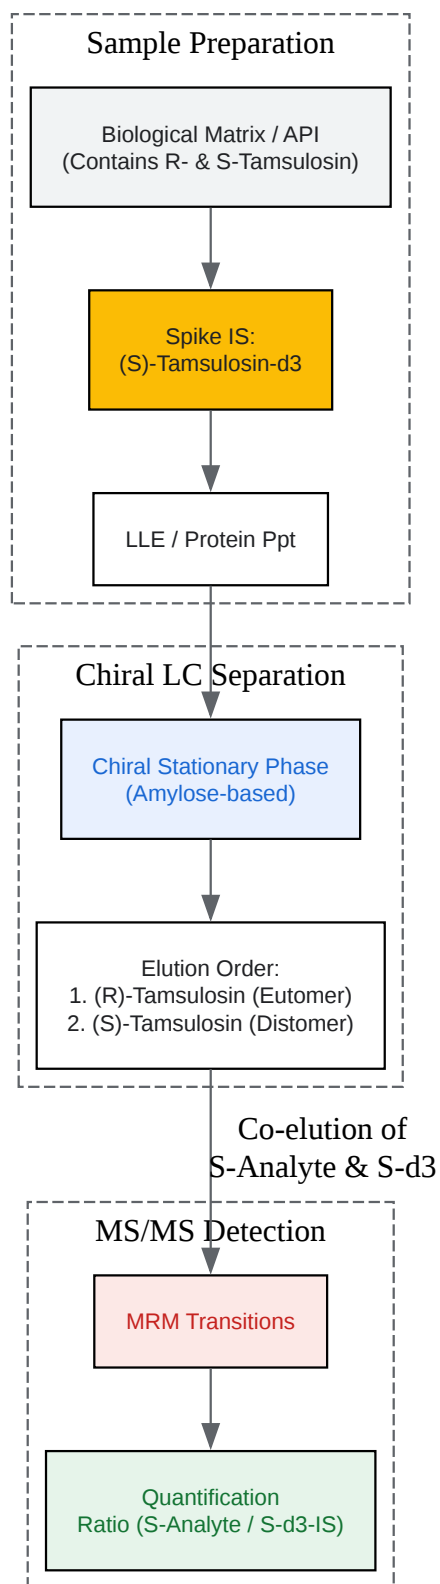 Sample Preparation
Biological Matrix / API
(Contains R- & S-Tamsulosin)
Spike IS:
(S)-Tamsulosin-d3
LLE / Protein Ppt
Chiral LC Separation
Chiral Stationary Phase
(Amylose-based)
Elution Order:
1. (R)-Tamsulosin (Eutomer)
2. (S)-Tamsulosin (Distomer)
Co-elution of
S-Analyte & S-d3
MS/MS Detection
MRM Transitions
Quantification
Ratio (S-Analyte / S-d3-IS)